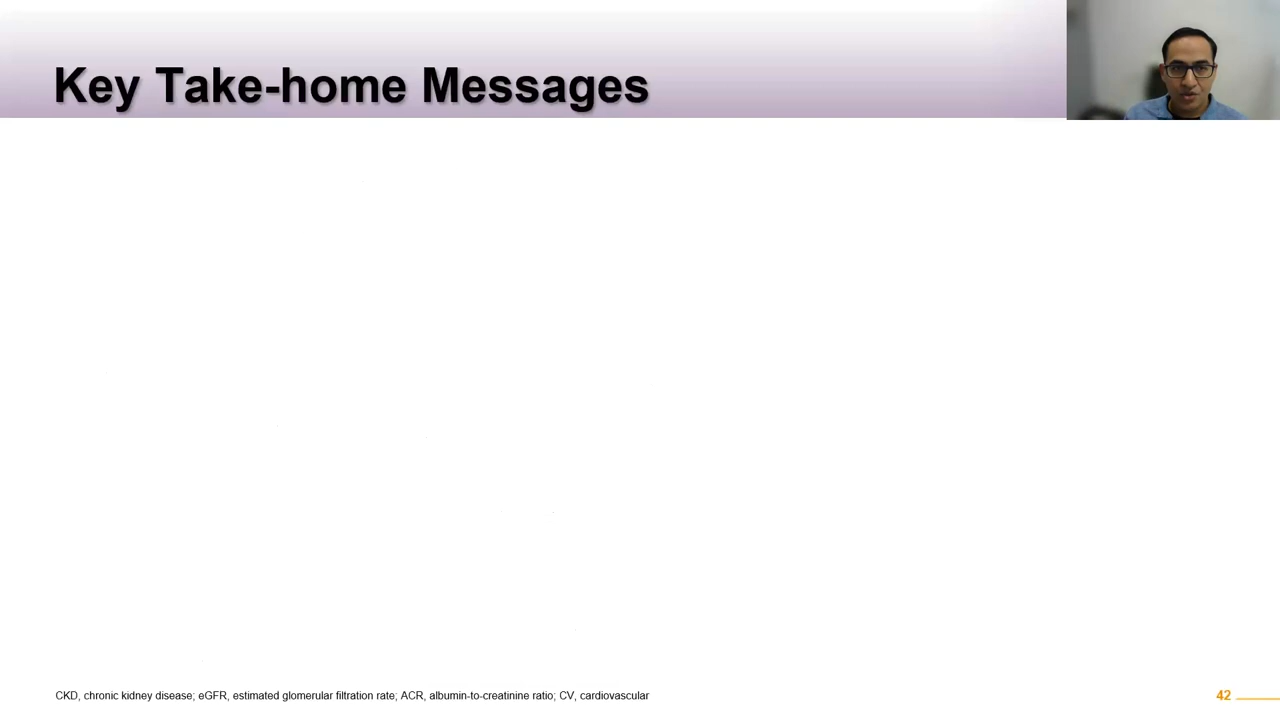 Key Take-home Messages
CKD, chronic kidney disease; eGFR, estimated glomerular filtration rate; ACR, albumin-to-creatinine ratio; CV, cardiovascular
42